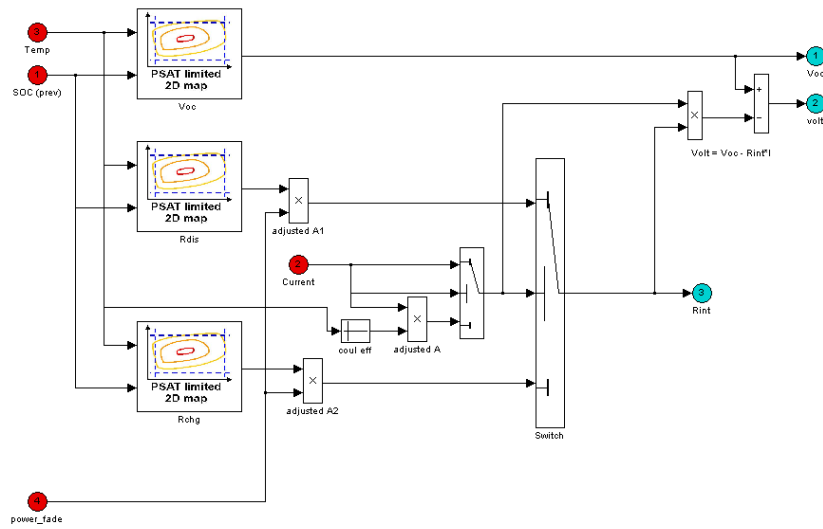 3
Temp
1
SOC (prev)
PSAT limited
2D map
Voc
1
Voc
2
volt
+
−
×
Volt = Voc - Rint*I
PSAT limited
2D map
Rdis
×
adjusted A1
2
Current
×
adjusted A
coul eff
3
Rint
PSAT limited
2D map
Rchg
×
adjusted A2
Switch
4
power_fade